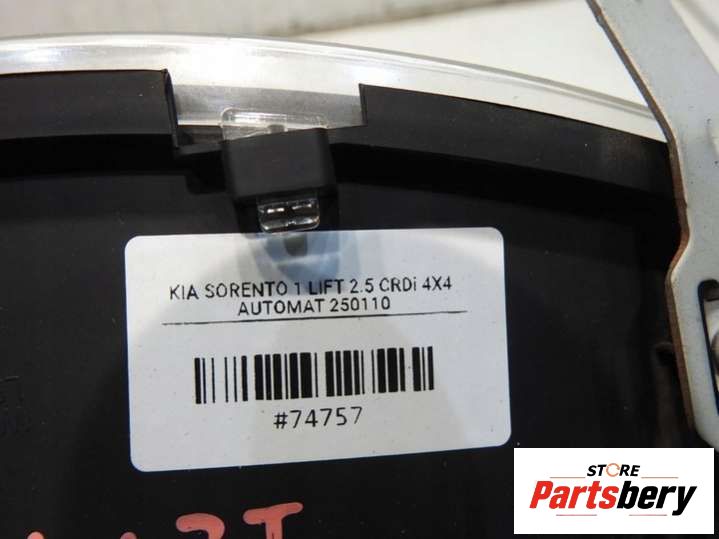 KIA SORENTO 1 LIFT 2.5 CRDi 4X4
AUTOMAT 250110
#74757
STORE
Partsbery